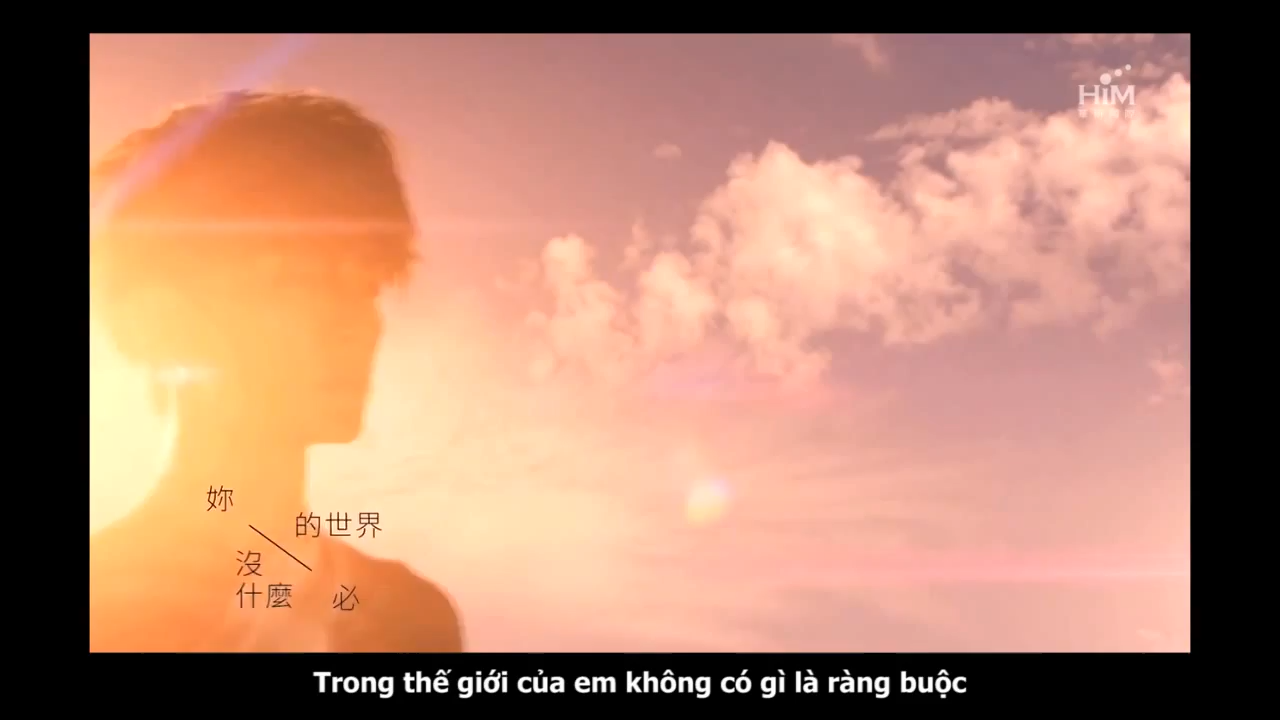 HiM
妳
的世界
沒
什麼 必
Trong thế giới của em không có gì là ràng buộc